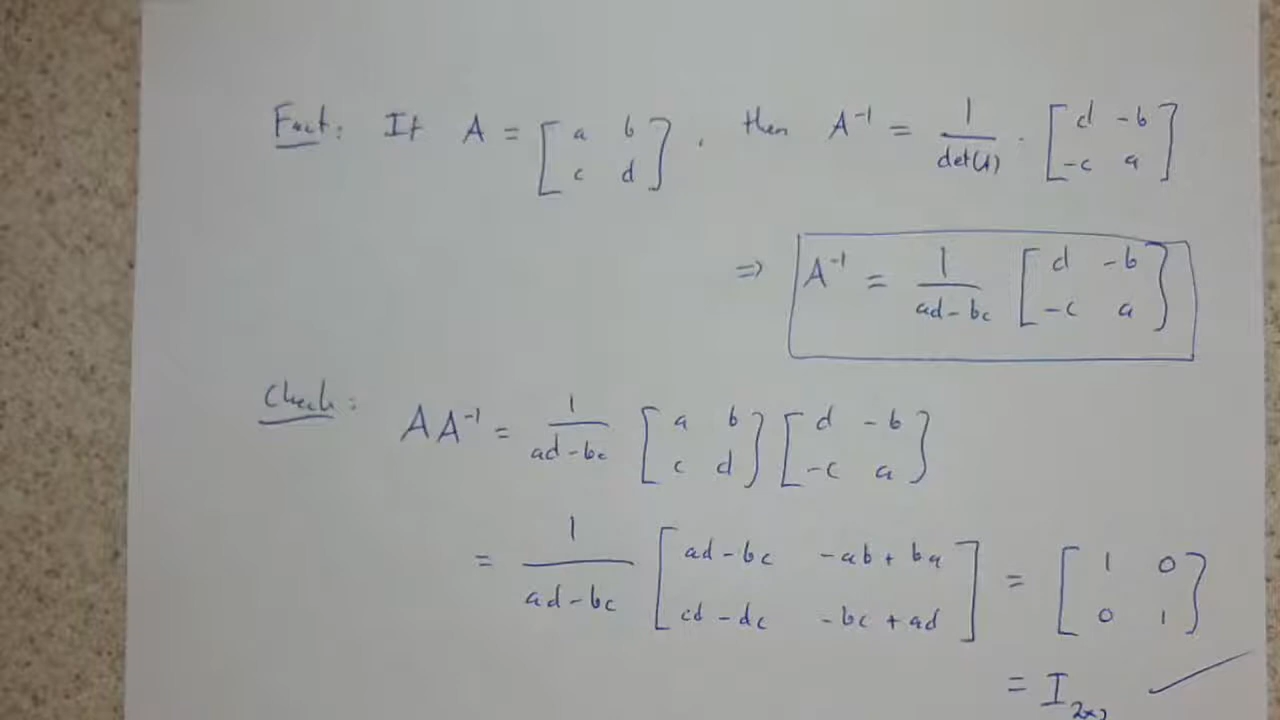 Fact: If A = [a b; c d], then A⁻¹ = 1/det(A) · [d -b; -c a]
⇒ A⁻¹ = 1/(ad-bc) [d -b; -c a]
Check: AA⁻¹ = 1/(ad-bc) [a b; c d] [d -b; -c a]
= 1/(ad-bc) [ad-bc -ab+ba; cd-dc -bc+ad] = [1 0; 0 1]
= I₂ₓ₂ ✓